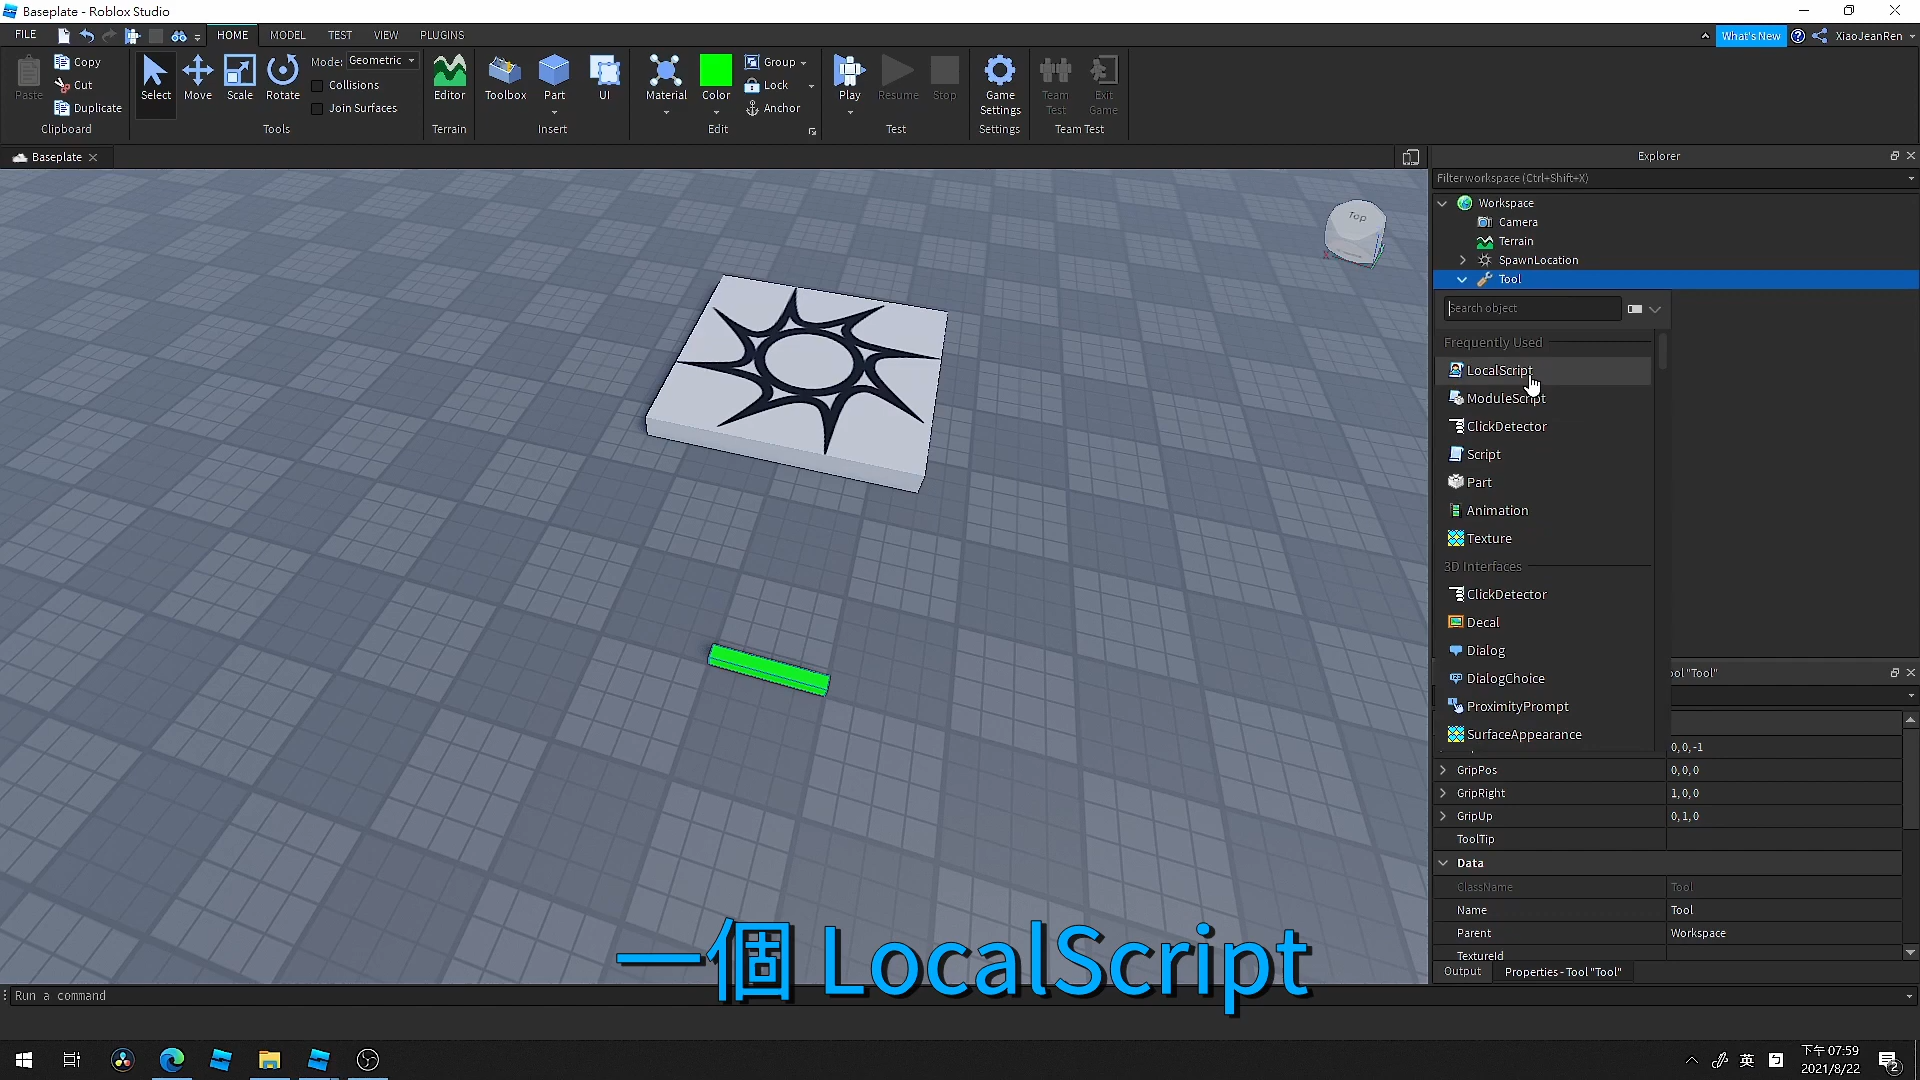 Baseplate - Roblox Studio
FILE
HOME
MODEL
TEST
VIEW
PLUGINS
What's New
XiaoJeanRen
Paste
Copy
Cut
Duplicate
Clipboard
Select
Move
Scale
Rotate
Mode: Geometric
Collisions
Join Surfaces
Tools
Editor
Terrain
Toolbox
Part
UI
Insert
Material
Color
Group
Lock
Anchor
Edit
Play
Resume
Stop
Test
Game
Settings
Settings
Team
Test
Exit
Game
Team Test
Baseplate
Top
Explorer
Filter workspace (Ctrl+Shift+X)
Workspace
Camera
Terrain
SpawnLocation
Tool
Search object
Frequently Used
LocalScript
ModuleScript
ClickDetector
Script
Part
Animation
Texture
3D Interfaces
ClickDetector
Decal
Dialog
DialogChoice
ProximityPrompt
SurfaceAppearance
ool "Tool"
0, 0, -1
GripPos 0, 0, 0
GripRight 1, 0, 0
GripUp 0, 1, 0
ToolTip
Data
ClassName Tool
Name Tool
Parent Workspace
TextureId
Output
Properties - Tool "Tool"
一個 LocalScript
Run a command
英
下午 07:59
2021/8/22
2